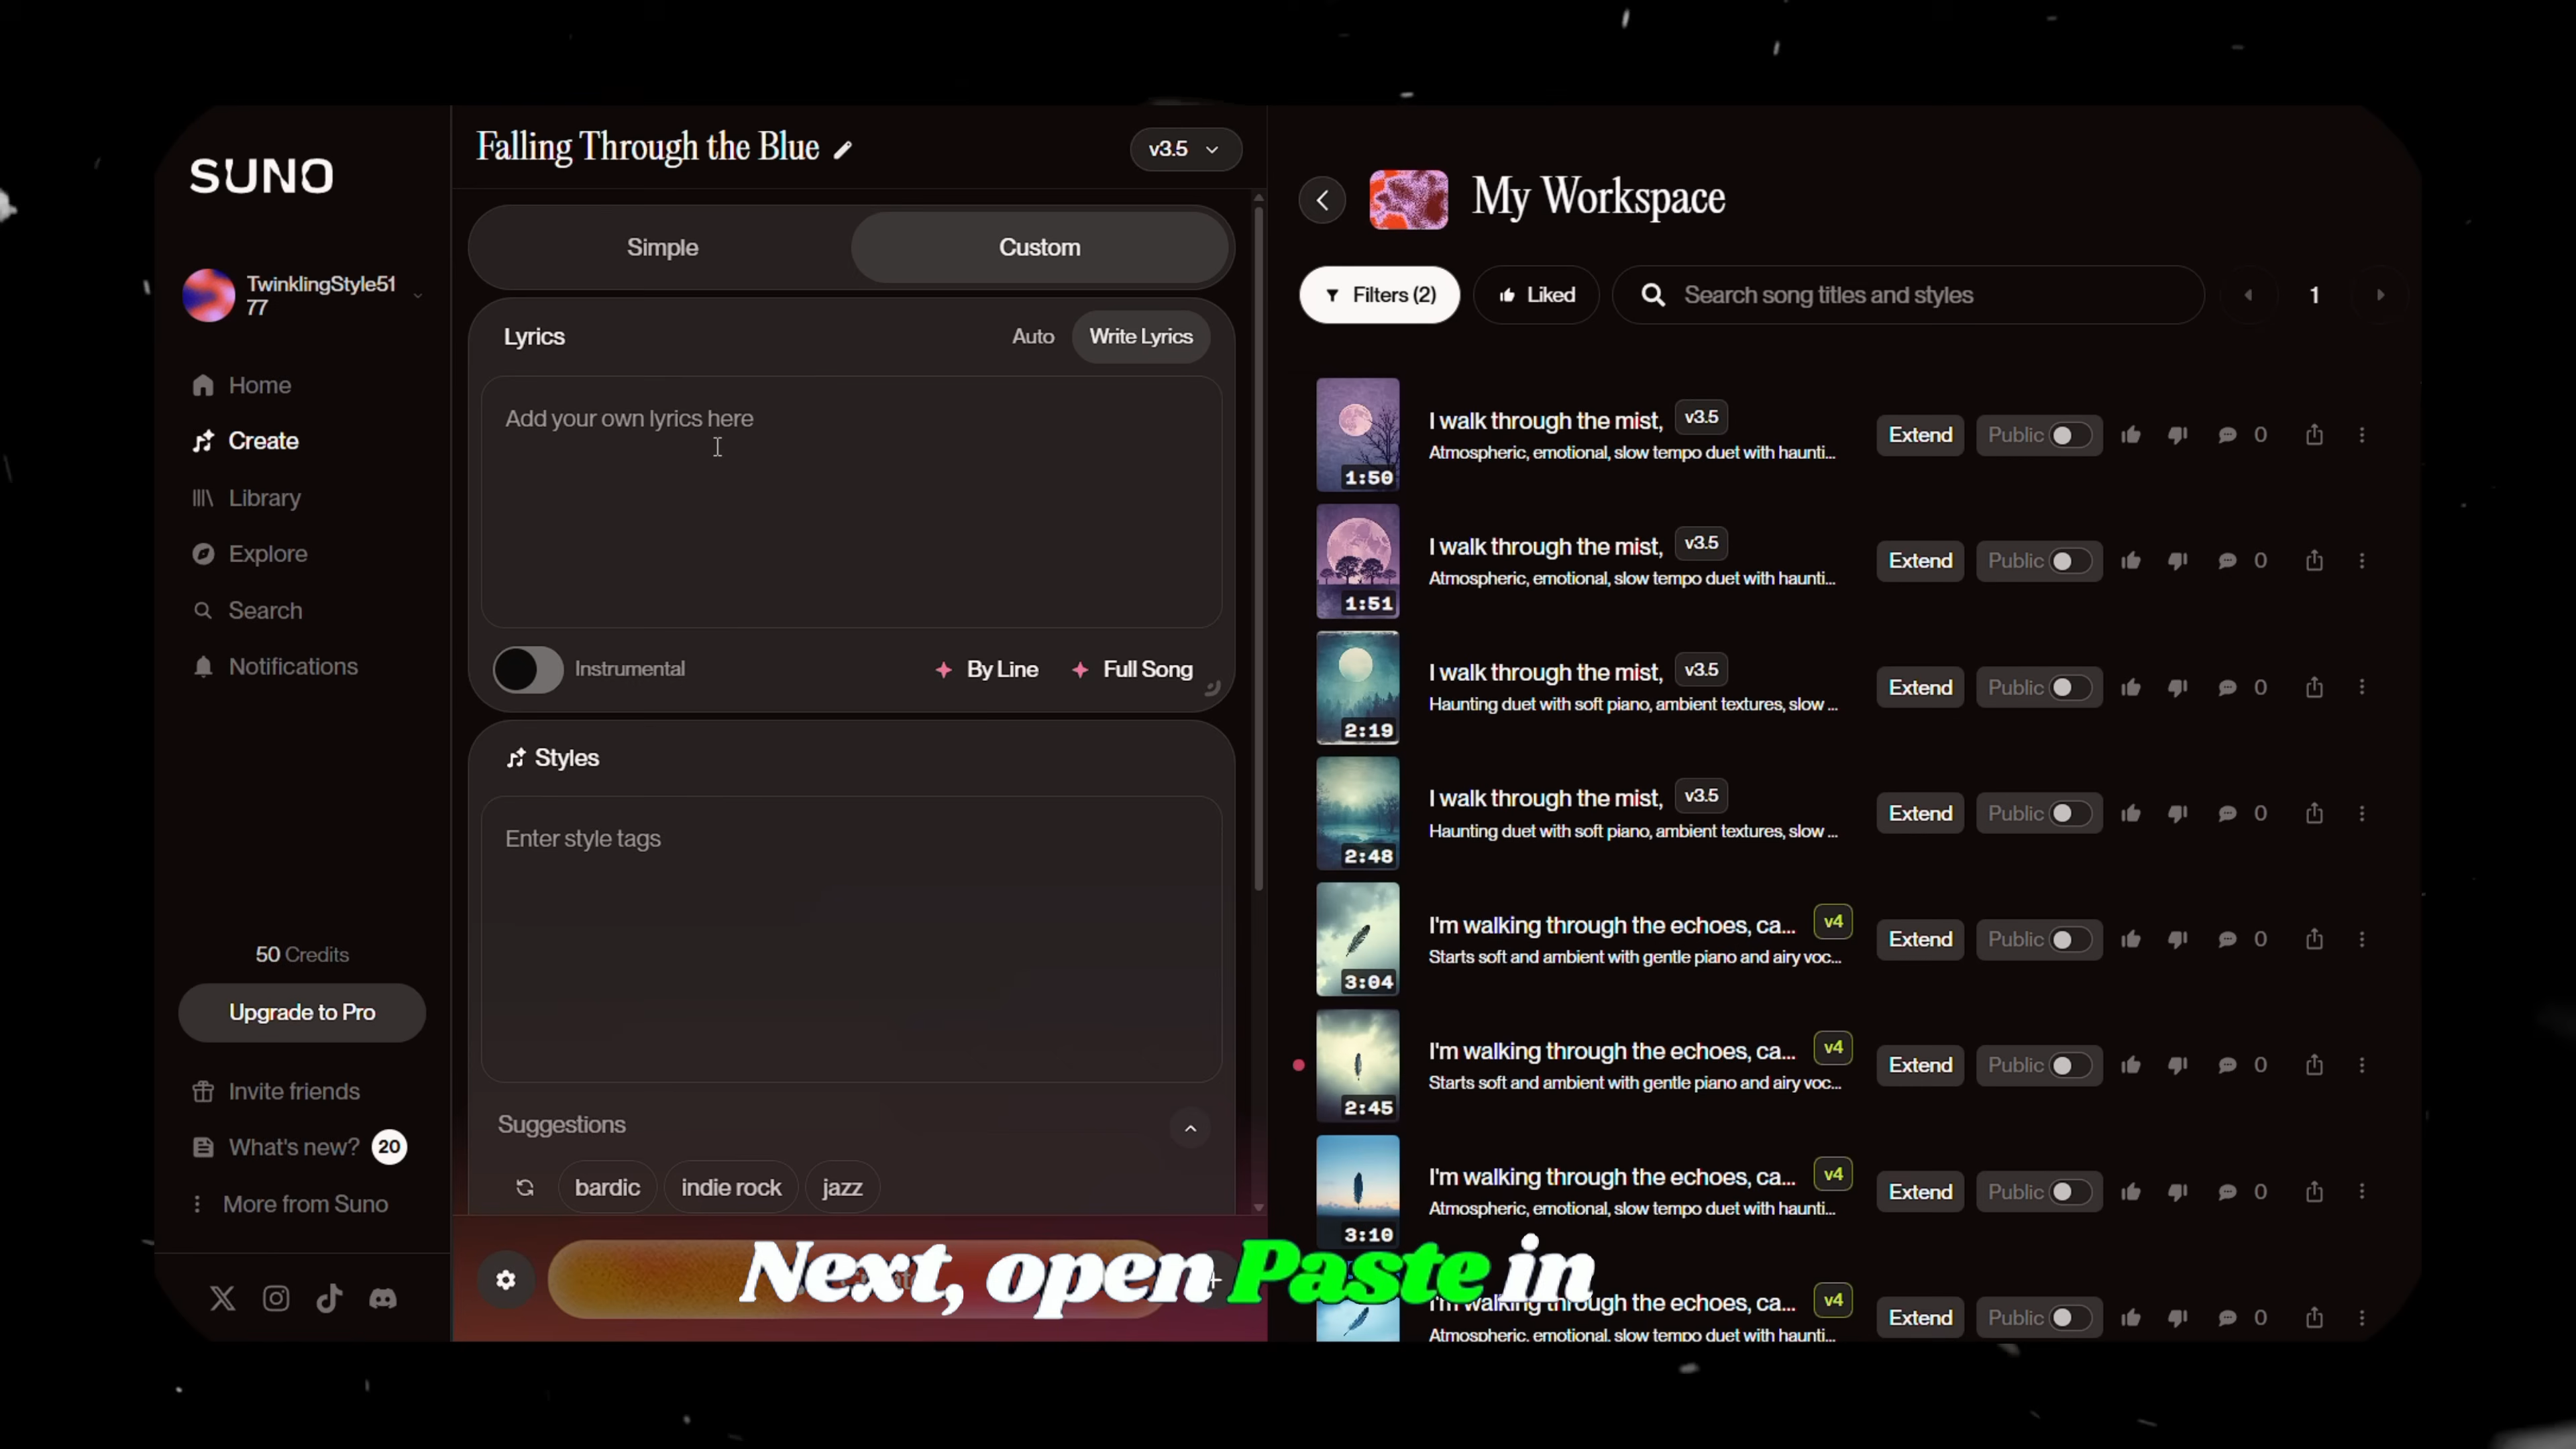 SUNO
TwinklingStyle51
77
Home
Create
Library
Explore
Search
Notifications
50 Credits
Upgrade to Pro
Invite friends
What's new? 20
More from Suno
Falling Through the Blue
v3.5
Simple
Custom
Lyrics
Auto
Write Lyrics
Add your own lyrics here
Instrumental
By Line
Full Song
Styles
Enter style tags
Suggestions
bardic
indie rock
jazz
My Workspace
Filters (2)
Liked
Search song titles and styles
1
1:50
I walk through the mist, v3.5
Atmospheric, emotional, slow tempo duet with haunti...
Extend Public 0
1:51
I walk through the mist, v3.5
Atmospheric, emotional, slow tempo duet with haunti...
Extend Public 0
2:19
I walk through the mist, v3.5
Haunting duet with soft piano, ambient textures, slow ...
Extend Public 0
2:48
I walk through the mist, v3.5
Haunting duet with soft piano, ambient textures, slow ...
Extend Public 0
3:04
I'm walking through the echoes, ca... v4
Starts soft and ambient with gentle piano and airy voc...
Extend Public 0
2:45
I'm walking through the echoes, ca... v4
Starts soft and ambient with gentle piano and airy voc...
Extend Public 0
3:10
I'm walking through the echoes, ca... v4
Atmospheric, emotional, slow tempo duet with haunti...
Extend Public 0
I'm walking through the echoes, ca... v4
Atmospheric, emotional, slow tempo duet with haunti...
Extend Public 0
Next, open Paste in